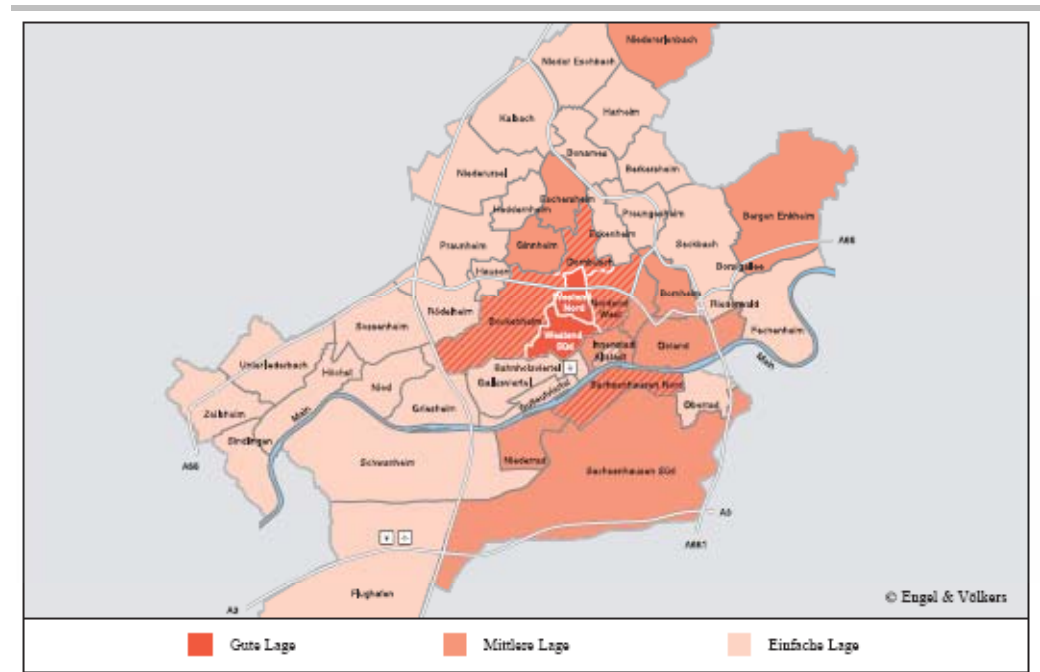 Niedererlenbach
Nieder Eschbach
Harheim
Kalbach
Bonames
Berkersheim
Niederursel
Eschersheim
Heddernheim
Preungesheim
Bergen Enkheim
Eckenheim
Seckbach
Ginnheim
Praunheim
A66
Dornbusch
Borsigallee
Hausen
Westend
Nord
Bornheim
Nordend
West
Riederwald
Rödelheim
Bockenheim
Fechenheim
Sossenheim
Westend
Süd
Innenstadt
Altstadt
Ostend
Unterliederbach
Bahnhofsviertel
Main
Höchst
Gallusviertel
Nied
Gutleutviertel
Sachsenhausen Nord
Oberrad
Zeilsheim
Main
Griesheim
Sindlingen
Niederrad
A66
Schwanheim
Sachsenhausen Süd
A3
A661
Flughafen
A3
© Engel & Völkers
Gute Lage
Mittlere Lage
Einfache Lage